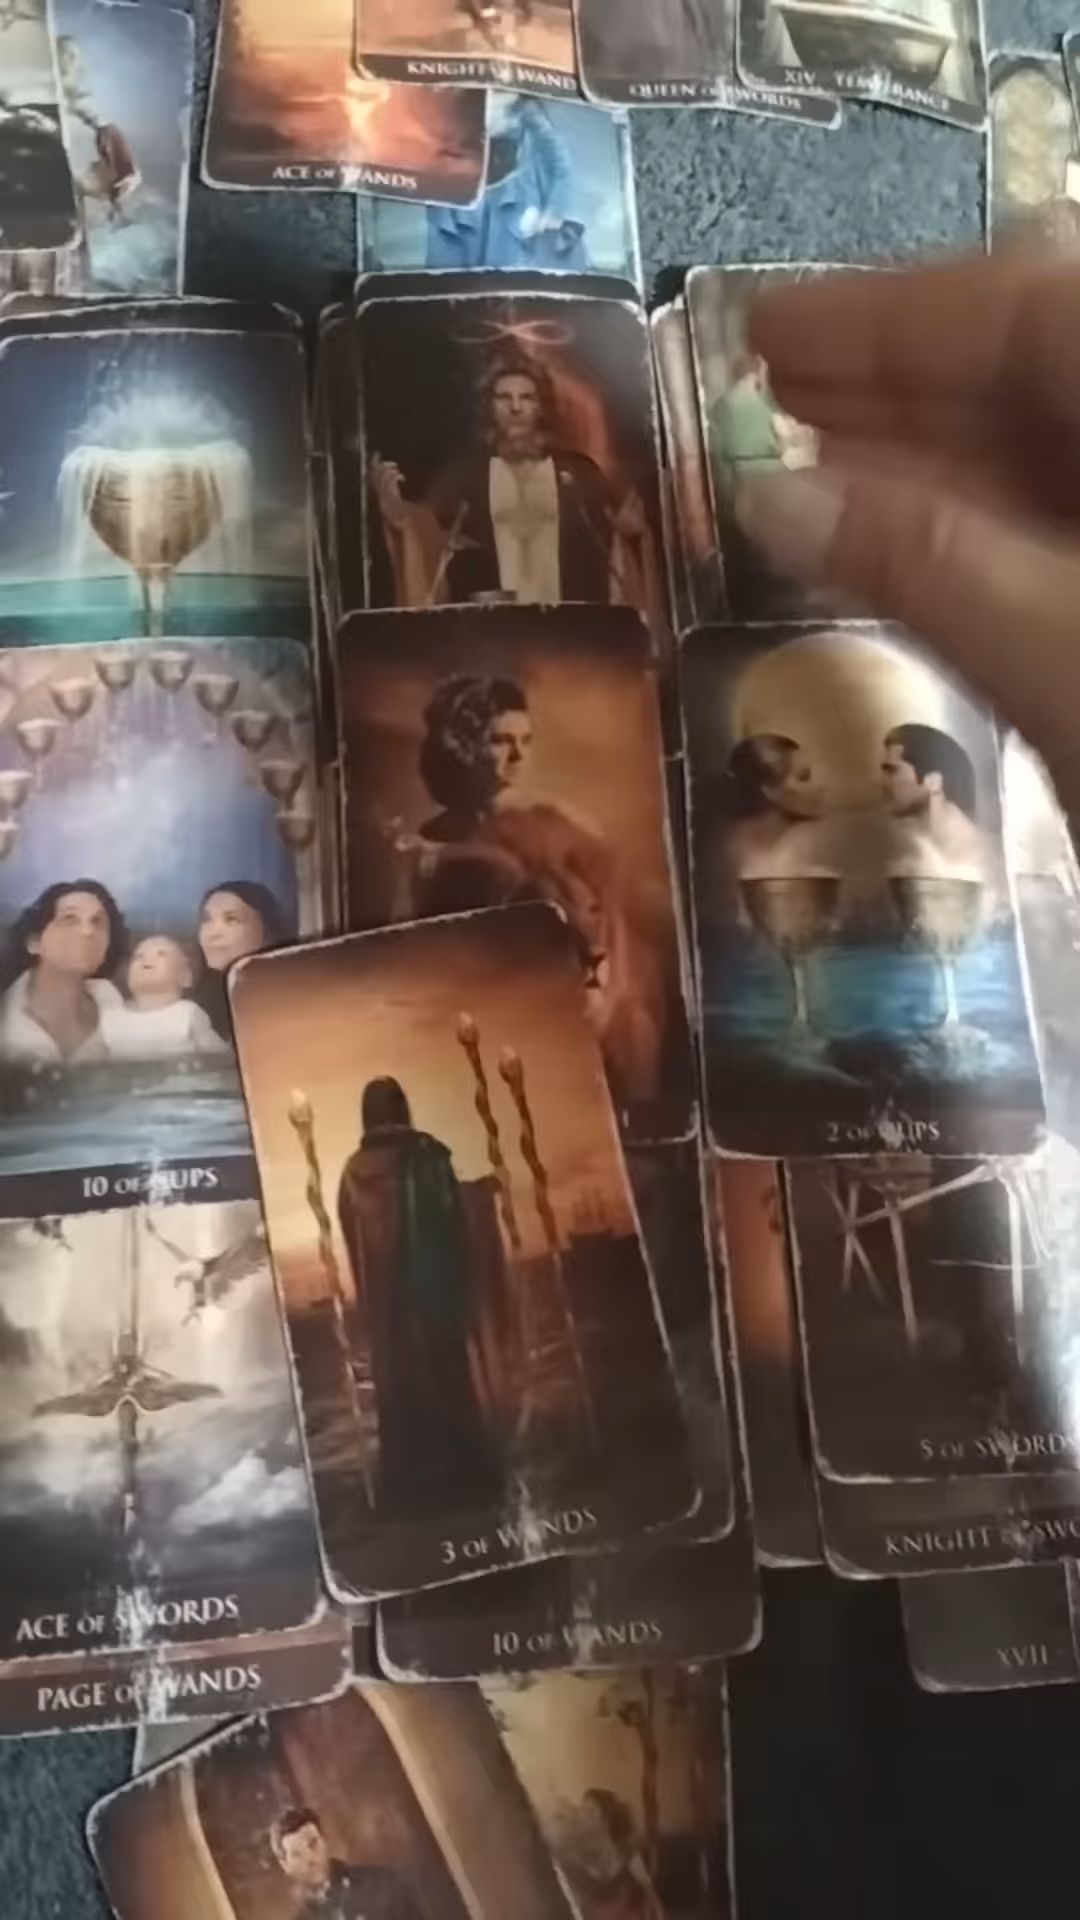 KNIGHT OF WAND
QUEEN OF SWORDS
XIV TEMPERANCE
ACE OF WANDS
2 OF CUPS
10 OF CUPS
5 OF SWORDS
3 OF WANDS
KNIGHT OF SWO
ACE OF SWORDS
10 OF WANDS
XVII
PAGE OF WANDS